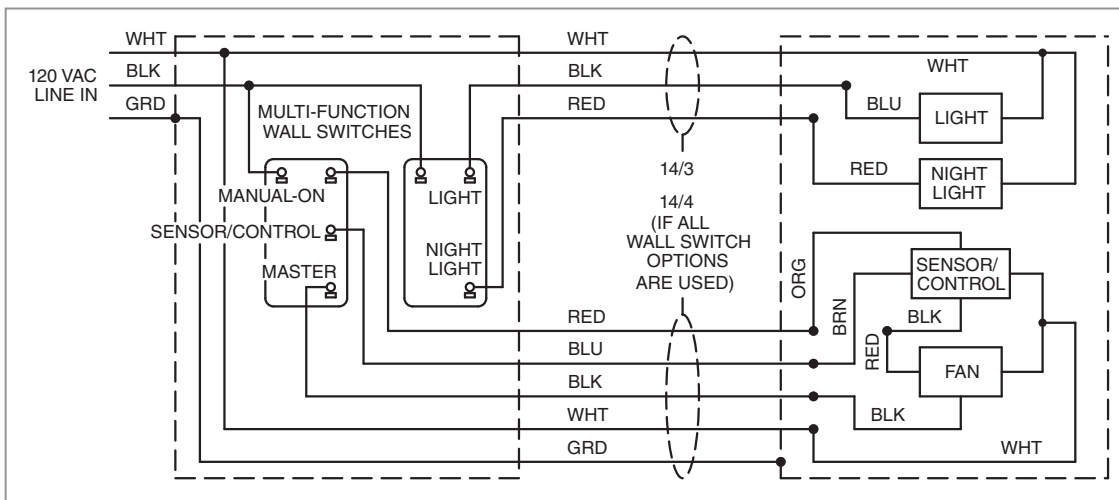 WHT
WHT
WHT
120 VAC
LINE IN
BLK
BLK
GRD
RED
BLU
LIGHT
MULTI-FUNCTION
WALL SWITCHES
MANUAL-ON
SENSOR/CONTROL
MASTER
LIGHT
NIGHT
LIGHT
14/3
14/4
(IF ALL
WALL SWITCH
OPTIONS
ARE USED)
RED
NIGHT
LIGHT
ORG
BRN
SENSOR/
CONTROL
BLK
RED
FAN
BLK
RED
BLU
BLK
WHT
GRD
WHT